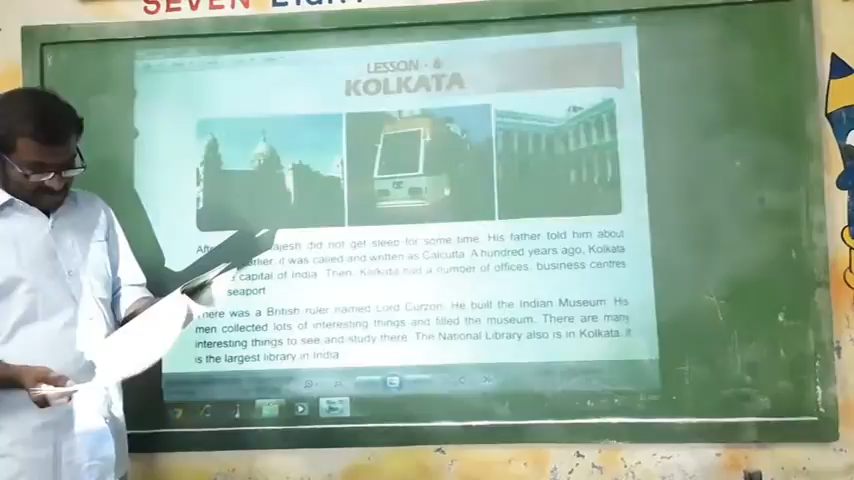 SEVEN EIGHT
LESSON - 8
KOLKATA
ajesh did not get sleep for some time. His father told him about
earlier, it was called and written as Calcutta A hundred years ago, Kolkata
capital of India. Then, Kolkata had a number of offices, business centres
seaport
There was a British ruler named Lord Curzon. He built the Indian Museum His
men collected lots of interesting things and filled the museum. There are many
interesting things to see and study there. The National Library also is in Kolkata. it
is the largest library in India